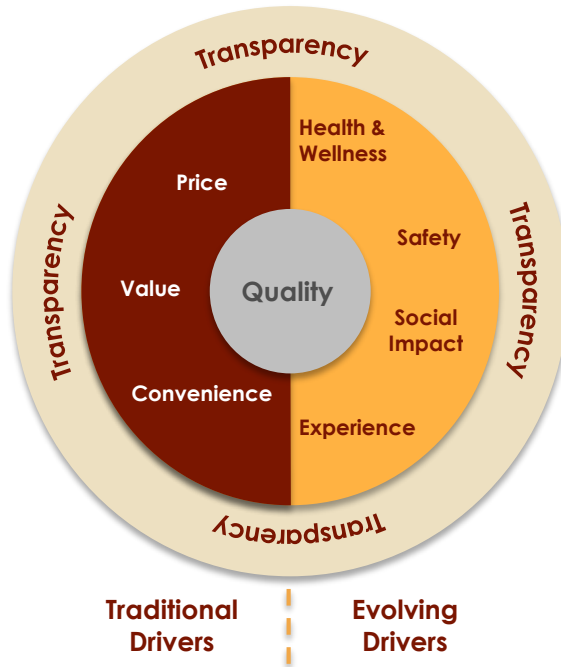 Transparency
Health &
Wellness
Price
Safety
Transparency
Transparency
Value
Quality
Social
Impact
Convenience
Experience
Transparency
Traditional
Drivers
Evolving
Drivers